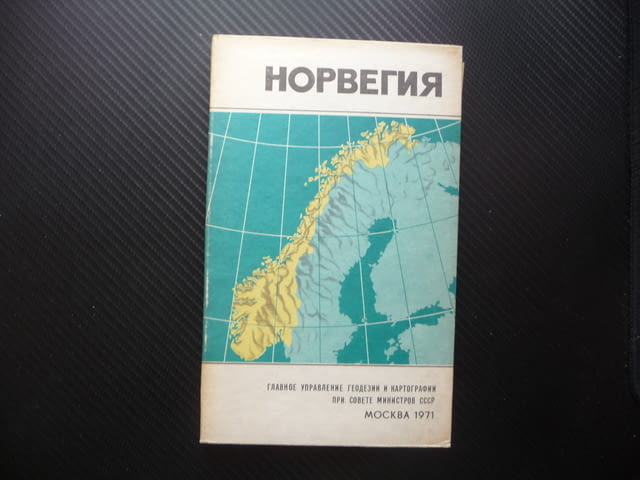 НОРВЕГИЯ
ГЛАВНОЕ УПРАВЛЕНИЕ ГЕОДЕЗИИ И КАРТОГРАФИИ
ПРИ СОВЕТЕ МИНИСТРОВ СССР
МОСКВА 1971